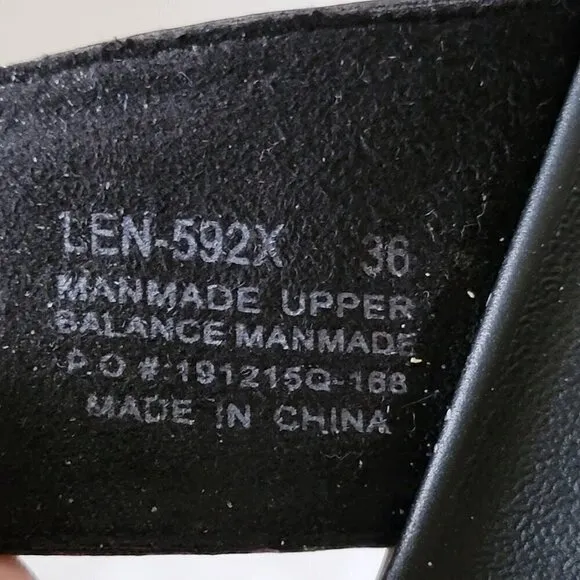 LEN-592X 36
MANMADE UPPER
BALANCE MANMADE
P.O #:191215Q-168
MADE IN CHINA